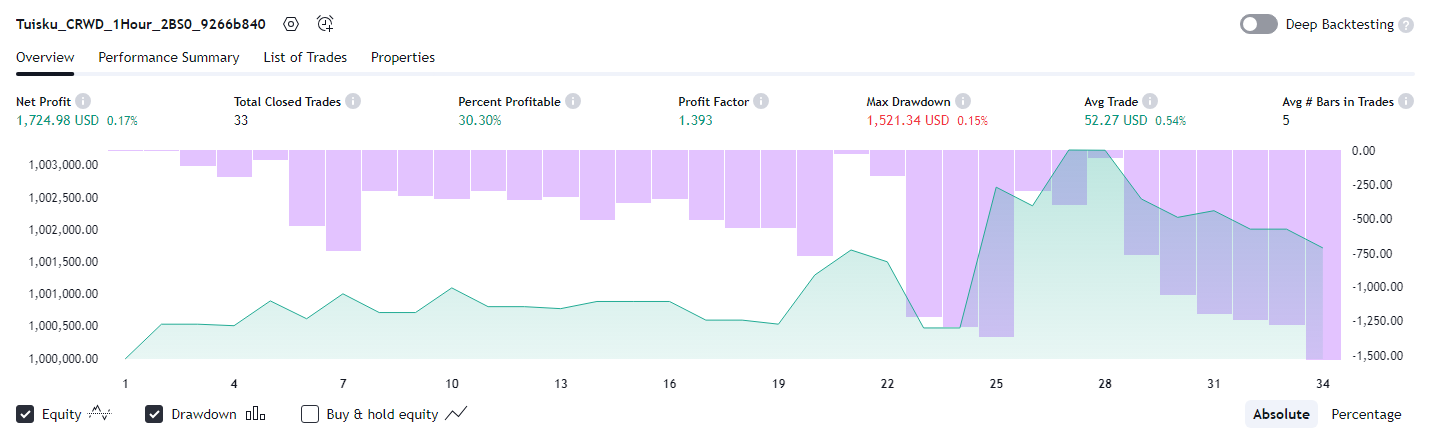 Tuisku_CRWD_1Hour_2BS0_9266b840
Deep Backtesting ?
Overview Performance Summary List of Trades Properties
Net Profit i Total Closed Trades i Percent Profitable i Profit Factor i Max Drawdown i Avg Trade i Avg # Bars in Trades i
1,724.98 USD 0.17% 33 30.30% 1.393 1,521.34 USD 0.15% 52.27 USD 0.54% 5
1,003,000.00
1,002,500.00
1,002,000.00
1,001,500.00
1,001,000.00
1,000,500.00
1,000,000.00
0.00
-250.00
-500.00
-750.00
-1,000.00
-1,250.00
-1,500.00
1 4 7 10 13 16 19 22 25 28 31 34
Equity Drawdown Buy & hold equity Absolute Percentage